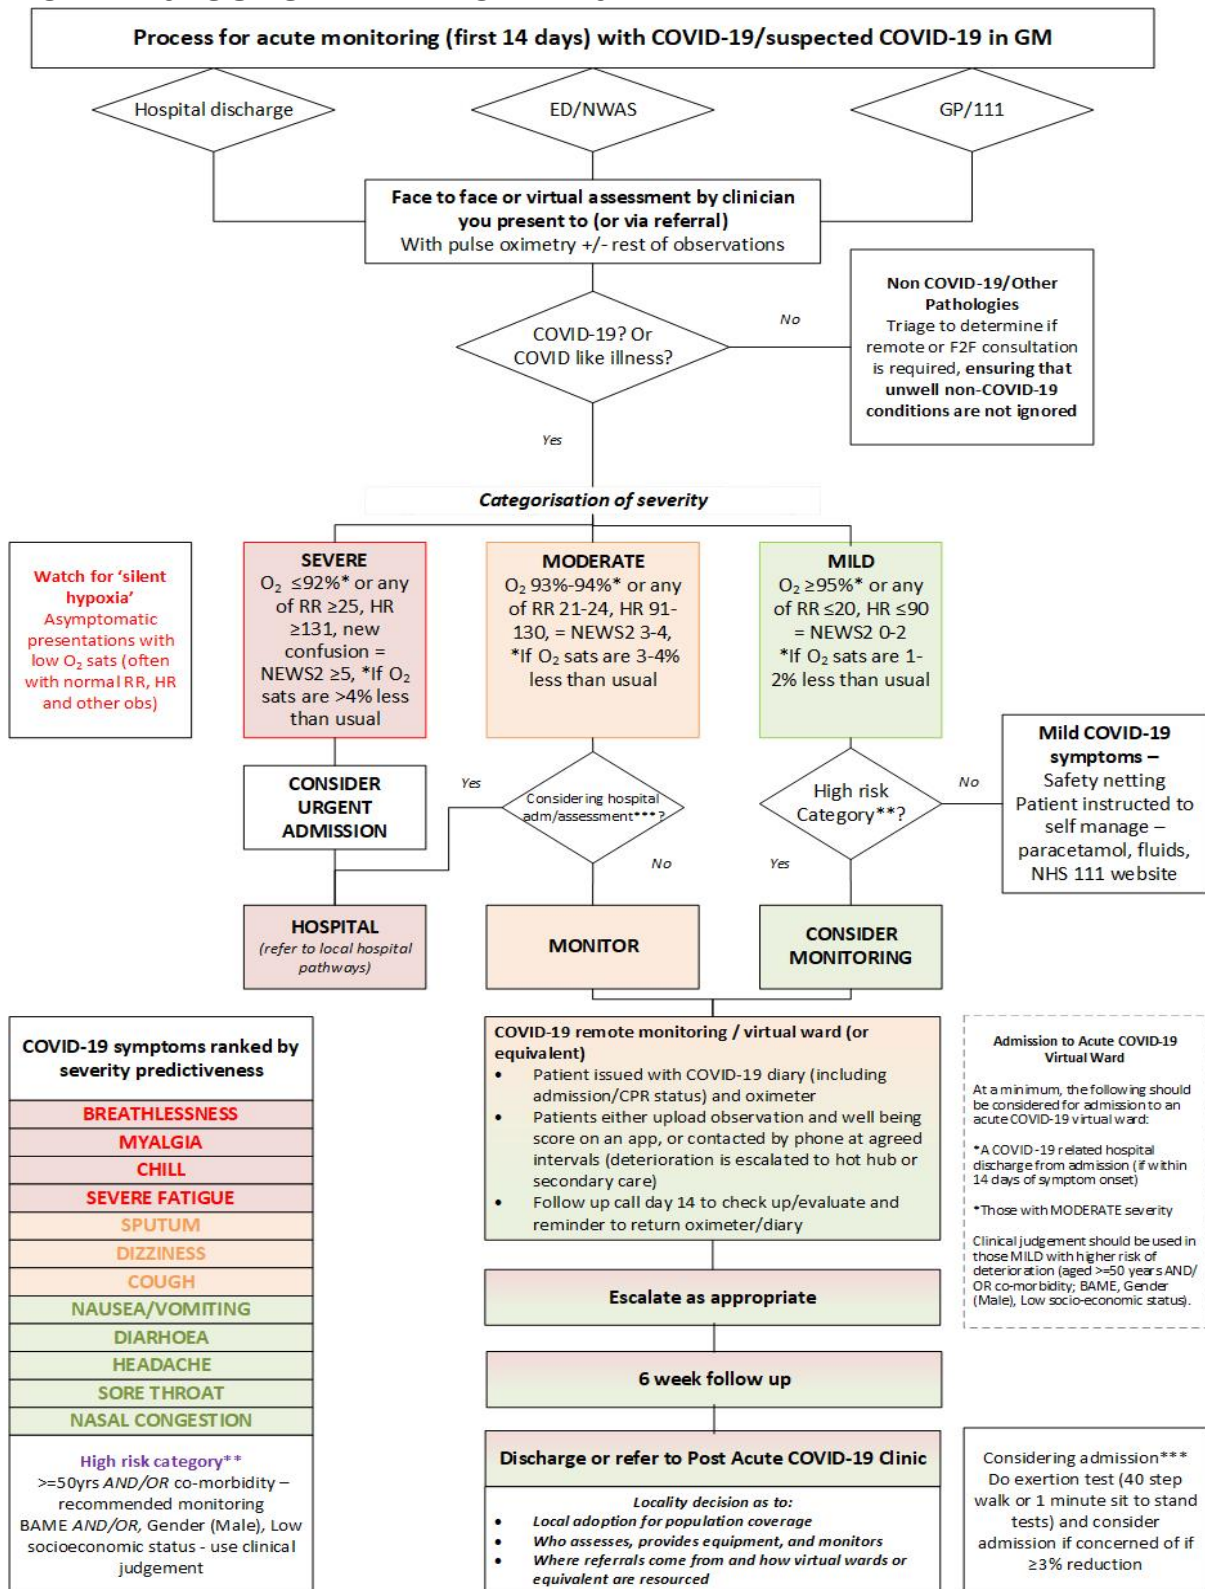 Process for acute monitoring (first 14 days) with COVID-19/suspected COVID-19 in GM
Hospital discharge
ED/NWAS
GP/111
Face to face or virtual assessment by clinician
you present to (or via referral)
With pulse oximetry +/- rest of observations
COVID-19? Or
COVID like illness?
No
Non COVID-19/Other
Pathologies
Triage to determine if
remote or F2F consultation
is required, ensuring that
unwell non-COVID-19
conditions are not ignored
Yes
Categorisation of severity
Watch for 'silent
hypoxia'
Asymptomatic
presentations with
low O₂ sats (often
with normal RR, HR
and other obs)
SEVERE
O₂ ≤92%* or any
of RR ≥25, HR
≥131, new
confusion =
NEWS2 ≥5, *If O₂
sats are >4% less
than usual
MODERATE
O₂ 93%-94%* or any
of RR 21-24, HR 91-
130, = NEWS2 3-4,
*If O₂ sats are 3-4%
less than usual
MILD
O₂ ≥95%* or any
of RR ≤20, HR ≤90
= NEWS2 0-2
*If O₂ sats are 1-
2% less than usual
CONSIDER
URGENT
ADMISSION
Yes
Considering hospital
adm/assessment***?
No
High risk
Category**?
No
Yes
Mild COVID-19
symptoms –
Safety netting
Patient instructed to
self manage –
paracetamol, fluids,
NHS 111 website
HOSPITAL
(refer to local hospital
pathways)
MONITOR
CONSIDER
MONITORING
COVID-19 symptoms ranked by
severity predictiveness
BREATHLESSNESS
MYALGIA
CHILL
SEVERE FATIGUE
SPUTUM
DIZZINESS
COUGH
NAUSEA/VOMITING
DIARHOEA
HEADACHE
SORE THROAT
NASAL CONGESTION
High risk category**
>=50yrs AND/OR co-morbidity –
recommended monitoring
BAME AND/OR, Gender (Male), Low
socioeconomic status - use clinical
judgement
COVID-19 remote monitoring / virtual ward (or
equivalent)
• Patient issued with COVID-19 diary (including
admission/CPR status) and oximeter
• Patients either upload observation and well being
score on an app, or contacted by phone at agreed
intervals (deterioration is escalated to hot hub or
secondary care)
• Follow up call day 14 to check up/evaluate and
reminder to return oximeter/diary
Admission to Acute COVID-19
Virtual Ward
At a minimum, the following should
be considered for admission to an
acute COVID-19 virtual ward:
*A COVID-19 related hospital
discharge from admission (if within
14 days of symptom onset)
*Those with MODERATE severity
Clinical judgement should be used in
those MILD with higher risk of
deterioration (aged >=50 years AND/
OR co-morbidity; BAME, Gender
(Male), Low socio-economic status).
Escalate as appropriate
6 week follow up
Discharge or refer to Post Acute COVID-19 Clinic
Locality decision as to:
• Local adoption for population coverage
• Who assesses, provides equipment, and monitors
• Where referrals come from and how virtual wards or
equivalent are resourced
Considering admission***
Do exertion test (40 step
walk or 1 minute sit to stand
tests) and consider
admission if concerned of if
≥3% reduction